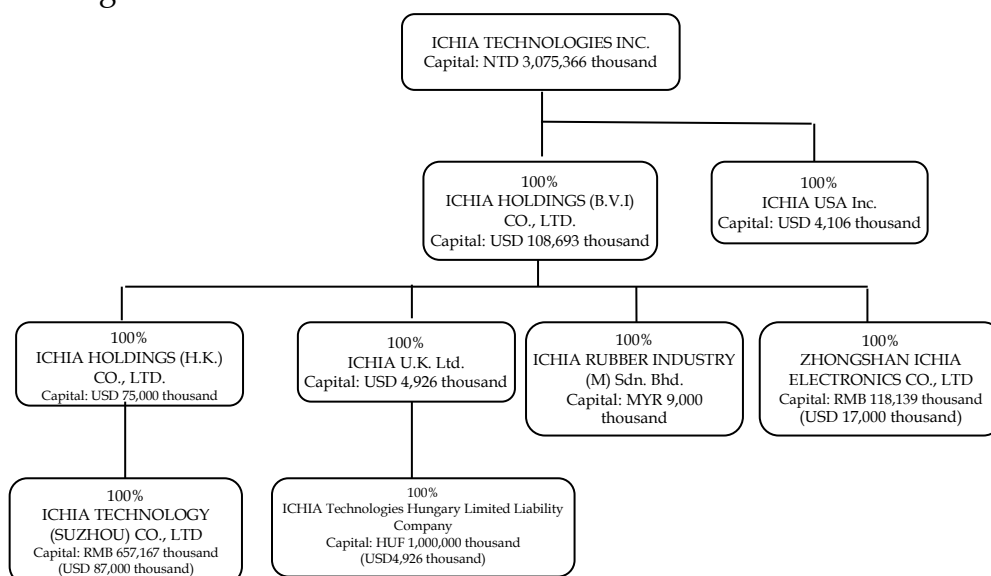 ICHIA TECHNOLOGIES INC.
Capital: NTD 3,075,366 thousand
100%
ICHIA HOLDINGS (B.V.I)
CO., LTD.
Capital: USD 108,693 thousand
100%
ICHIA USA Inc.
Capital: USD 4,106 thousand
100%
ICHIA HOLDINGS (H.K.)
CO., LTD.
Capital: USD 75,000 thousand
100%
ICHIA U.K. Ltd.
Capital: USD 4,926 thousand
100%
ICHIA RUBBER INDUSTRY
(M) Sdn. Bhd.
Capital: MYR 9,000
thousand
100%
ZHONGSHAN ICHIA
ELECTRONICS CO., LTD
Capital: RMB 118,139 thousand
(USD 17,000 thousand)
100%
ICHIA TECHNOLOGY
(SUZHOU) CO., LTD
Capital: RMB 657,167 thousand
(USD 87,000 thousand)
100%
ICHIA Technologies Hungary Limited Liability
Company
Capital: HUF 1,000,000 thousand
(USD4,926 thousand)